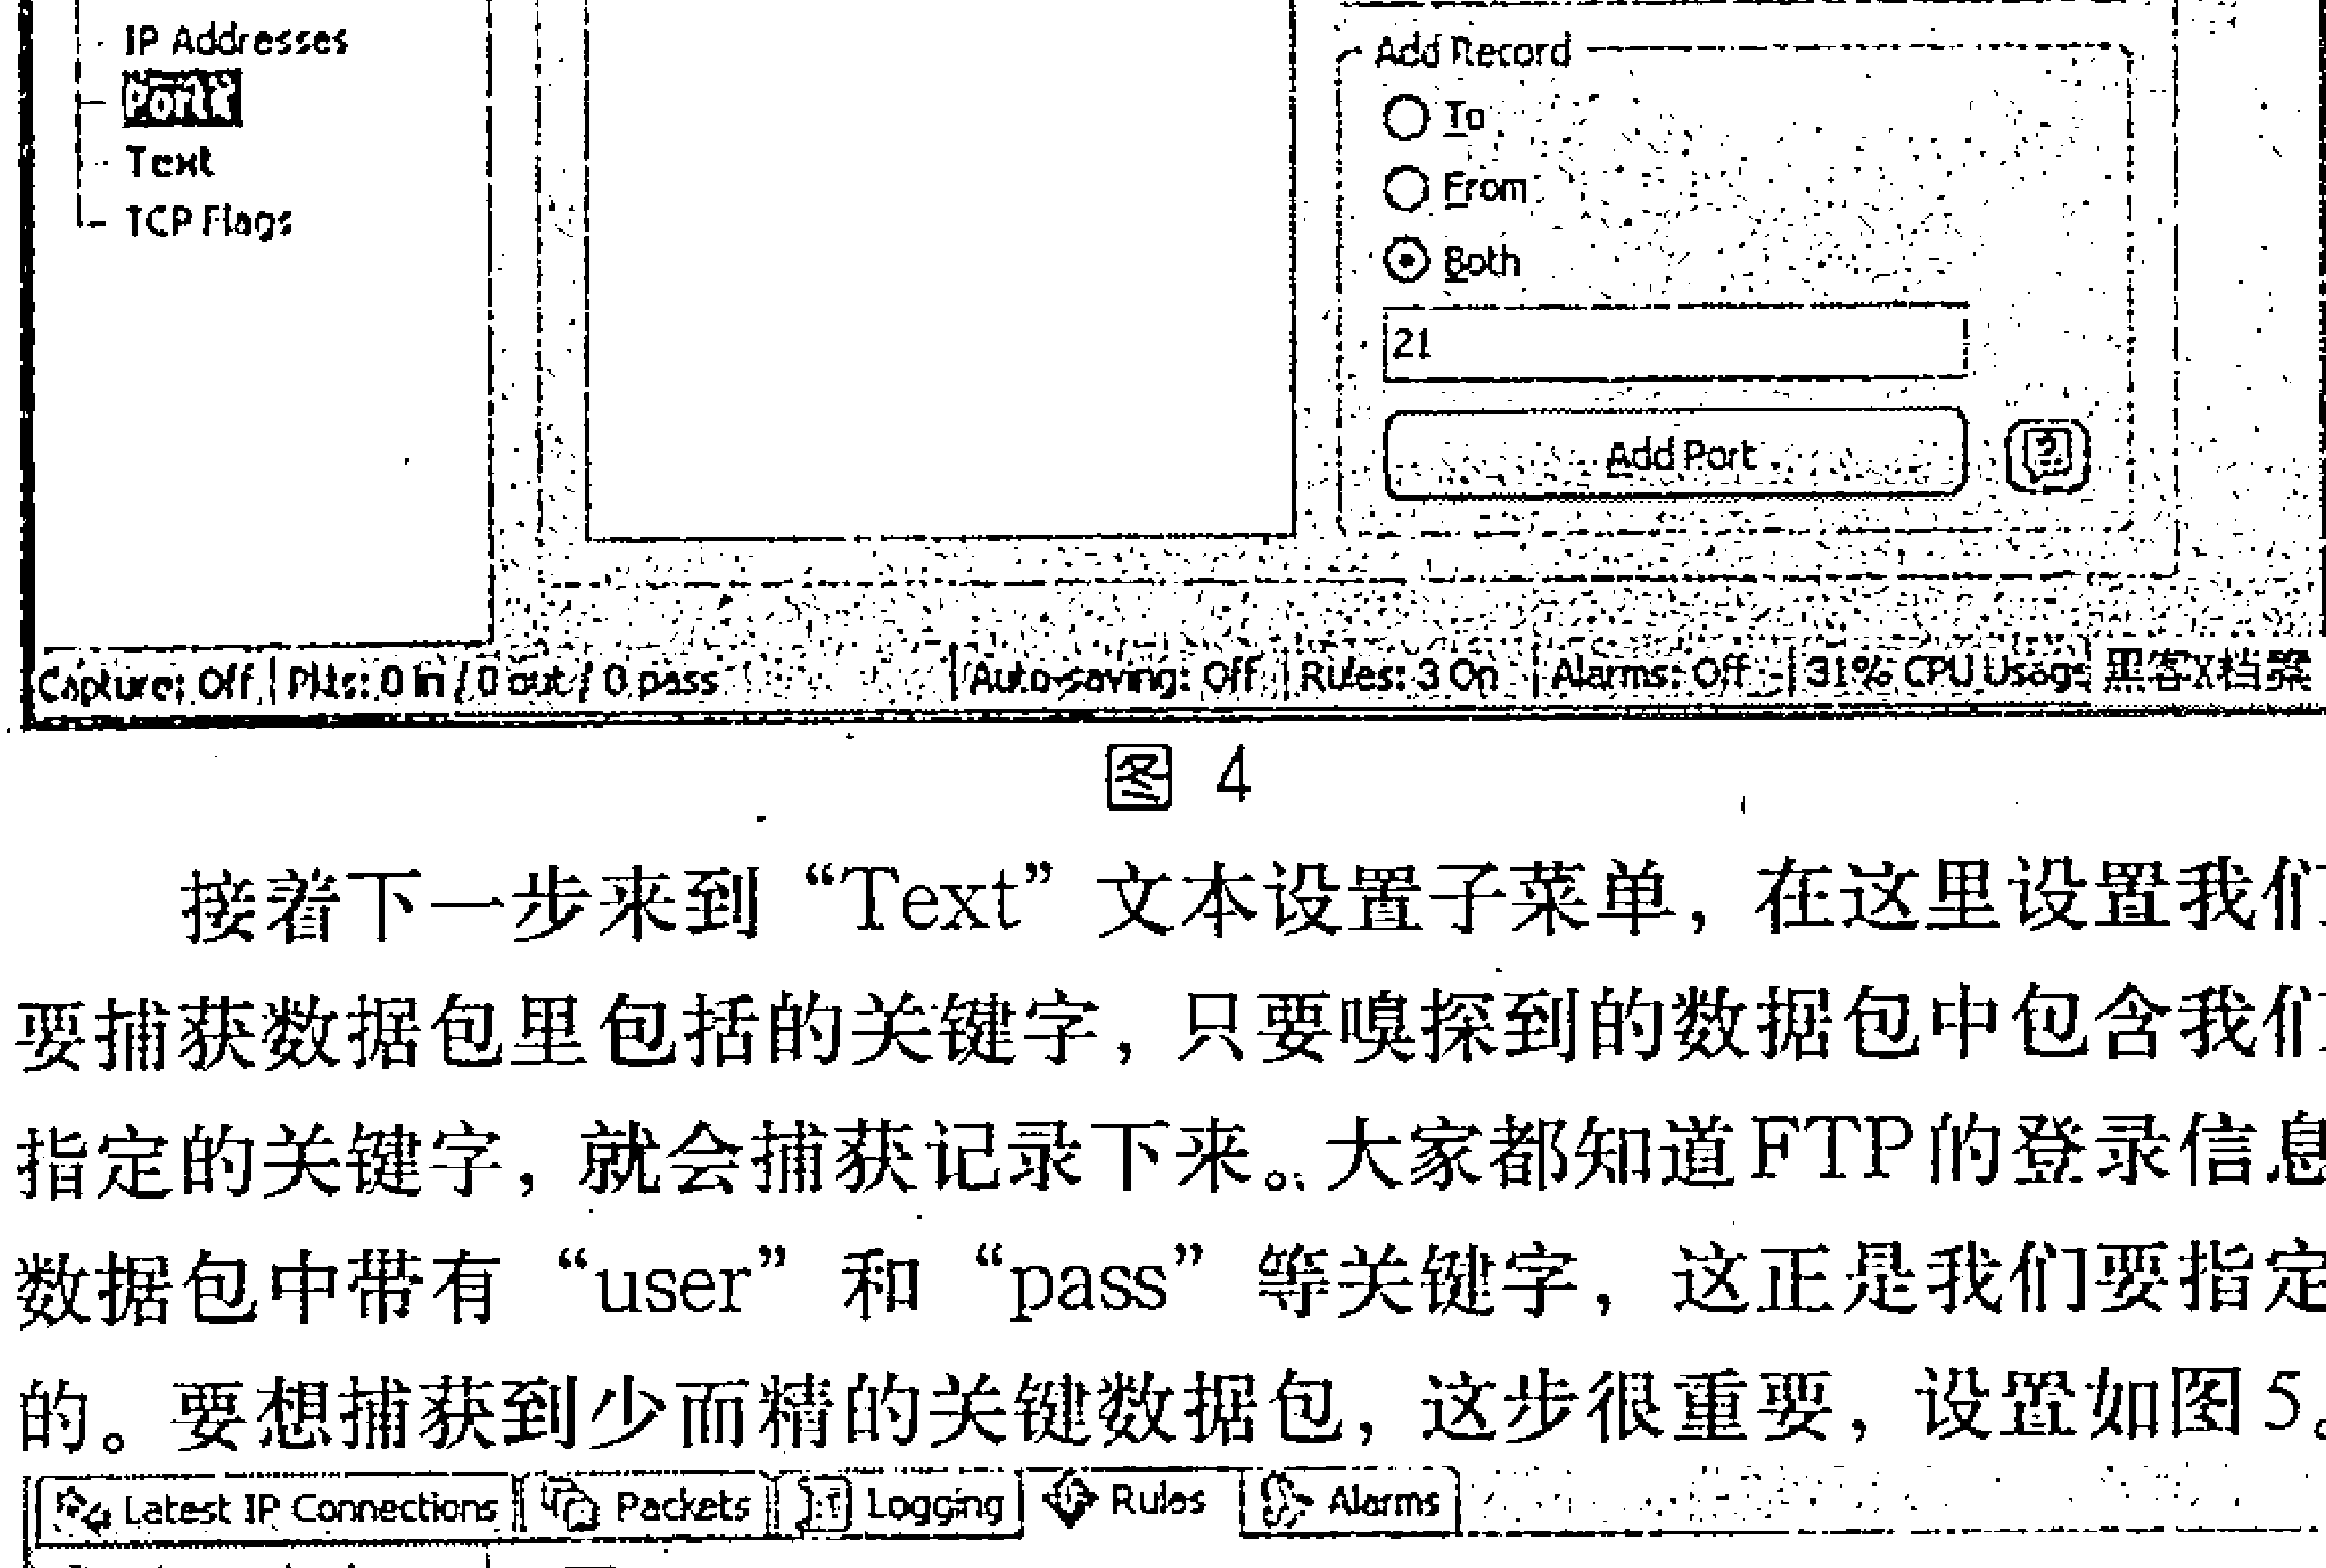 IP Addresses
Ports
Text
TCP Flags
Add Record
To
From
Both
21
Add Port
Capture: Off | Pkts: 0 in / 0 out / 0 pass | Auto-saving: Off | Rules: 3 On | Alarms: Off | 31% CPU Usage 黑客X档案
图 4
接着下一步来到“Text”文本设置子菜单，在这里设置我们
要捕获数据包里包括的关键字，只要嗅探到的数据包中包含我们
指定的关键字，就会捕获记录下来。大家都知道FTP的登录信息
数据包中带有“user”和“pass”等关键字，这正是我们要指定
的。要想捕获到少而精的关键数据包，这步很重要，设置如图5。
Latest IP Connections Packets Logging Rules Alarms